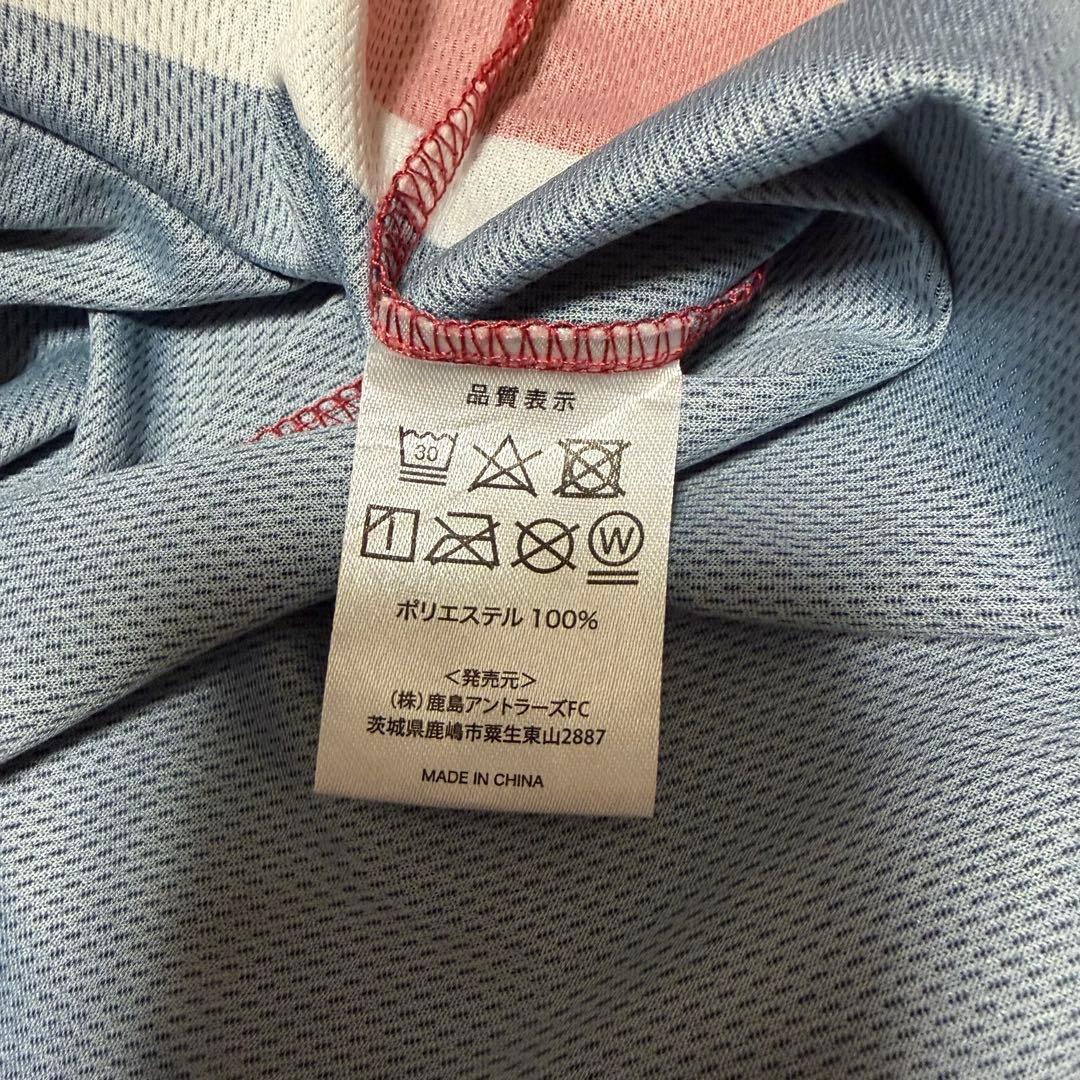 品質表示
30
W
ポリエステル 100%
<発売元>
(株)鹿島アントラーズFC
茨城県鹿嶋市粟生東山2887
MADE IN CHINA